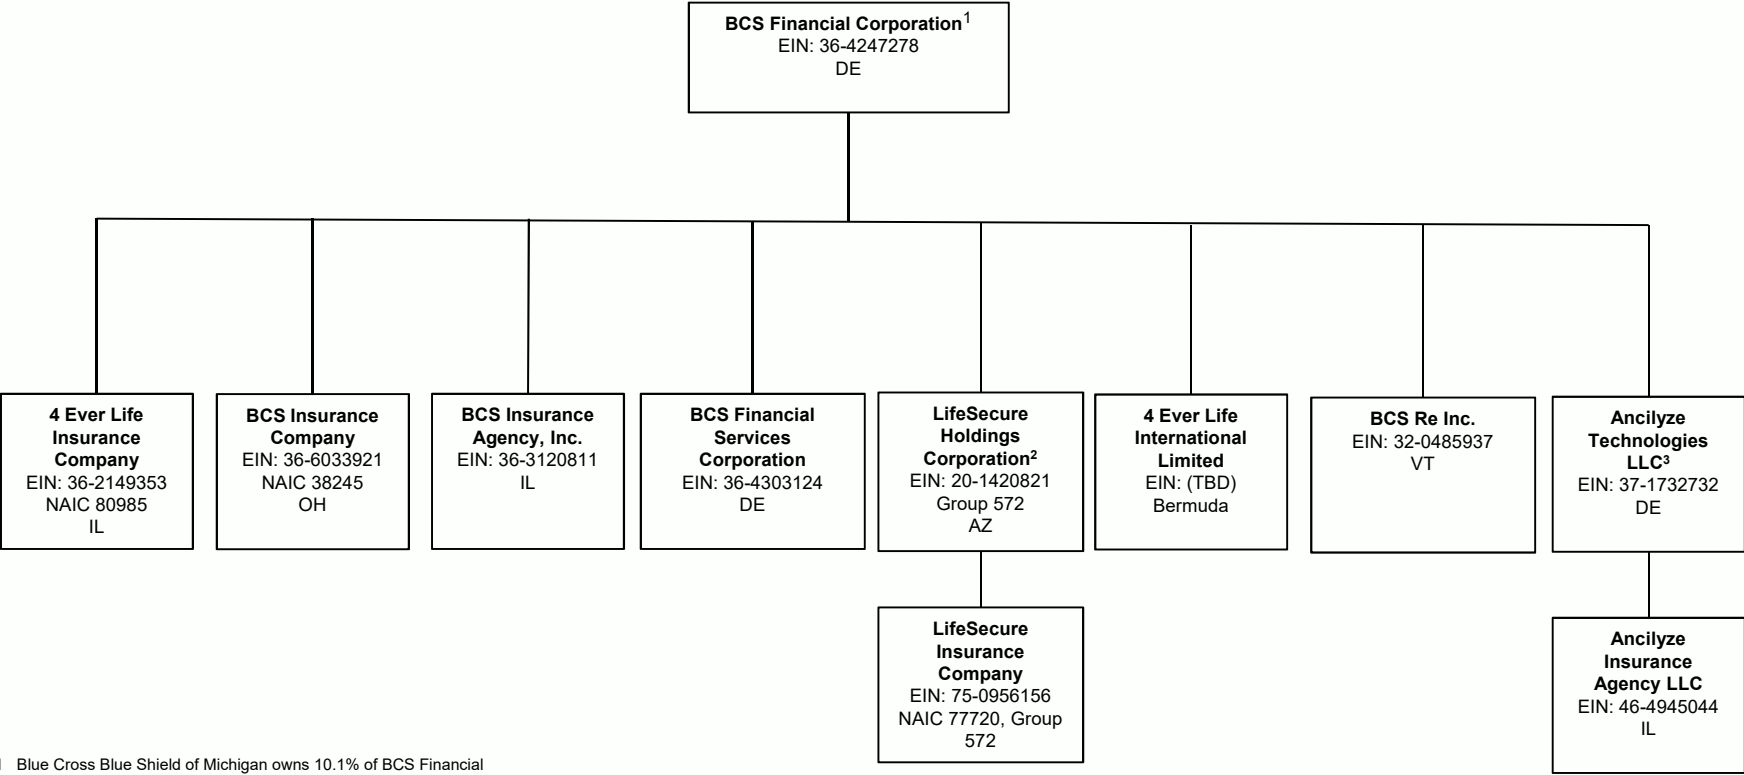 BCS Financial Corporation¹
EIN: 36-4247278
DE
4 Ever Life
Insurance
Company
EIN: 36-2149353
NAIC 80985
IL
BCS Insurance
Company
EIN: 36-6033921
NAIC 38245
OH
BCS Insurance
Agency, Inc.
EIN: 36-3120811
IL
BCS Financial
Services
Corporation
EIN: 36-4303124
DE
LifeSecure
Holdings
Corporation²
EIN: 20-1420821
Group 572
AZ
4 Ever Life
International
Limited
EIN: (TBD)
Bermuda
BCS Re Inc.
EIN: 32-0485937
VT
Ancilyze
Technologies
LLC³
EIN: 37-1732732
DE
LifeSecure
Insurance
Company
EIN: 75-0956156
NAIC 77720, Group
572
Ancilyze
Insurance
Agency LLC
EIN: 46-4945044
IL
Blue Cross Blue Shield of Michigan owns 10.1% of BCS Financial